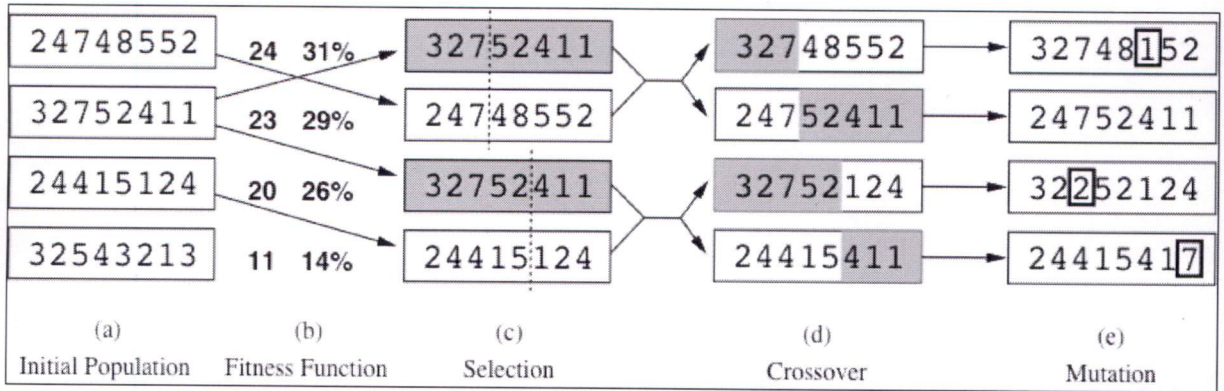 24748552 24 31% 32752411 32748552 32748152
32752411 23 29% 24748552 24752411 24752411
24415124 20 26% 32752411 32752124 32252124
32543213 11 14% 24415124 24415411 24415417
(a) (b) (c) (d) (e)
Initial Population Fitness Function Selection Crossover Mutation